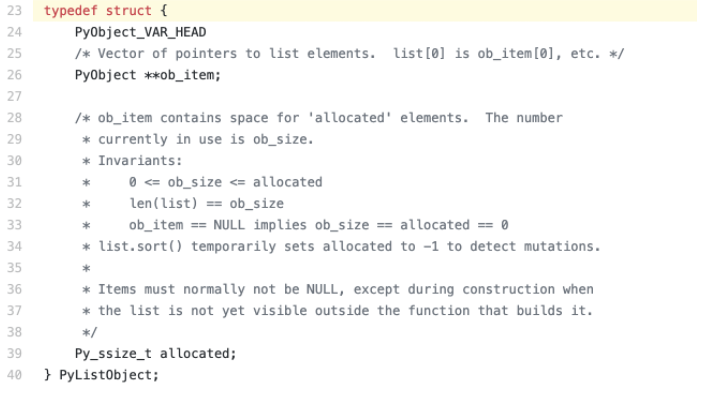 23 typedef struct {
24     PyObject_VAR_HEAD
25     /* Vector of pointers to list elements.  list[0] is ob_item[0], etc. */
26     PyObject **ob_item;
27
28     /* ob_item contains space for 'allocated' elements.  The number
29      * currently in use is ob_size.
30      * Invariants:
31      *     0 <= ob_size <= allocated
32      *     len(list) == ob_size
33      *     ob_item == NULL implies ob_size == allocated == 0
34      * list.sort() temporarily sets allocated to -1 to detect mutations.
35      *
36      * Items must normally not be NULL, except during construction when
37      * the list is not yet visible outside the function that builds it.
38      */
39     Py_ssize_t allocated;
40 } PyListObject;